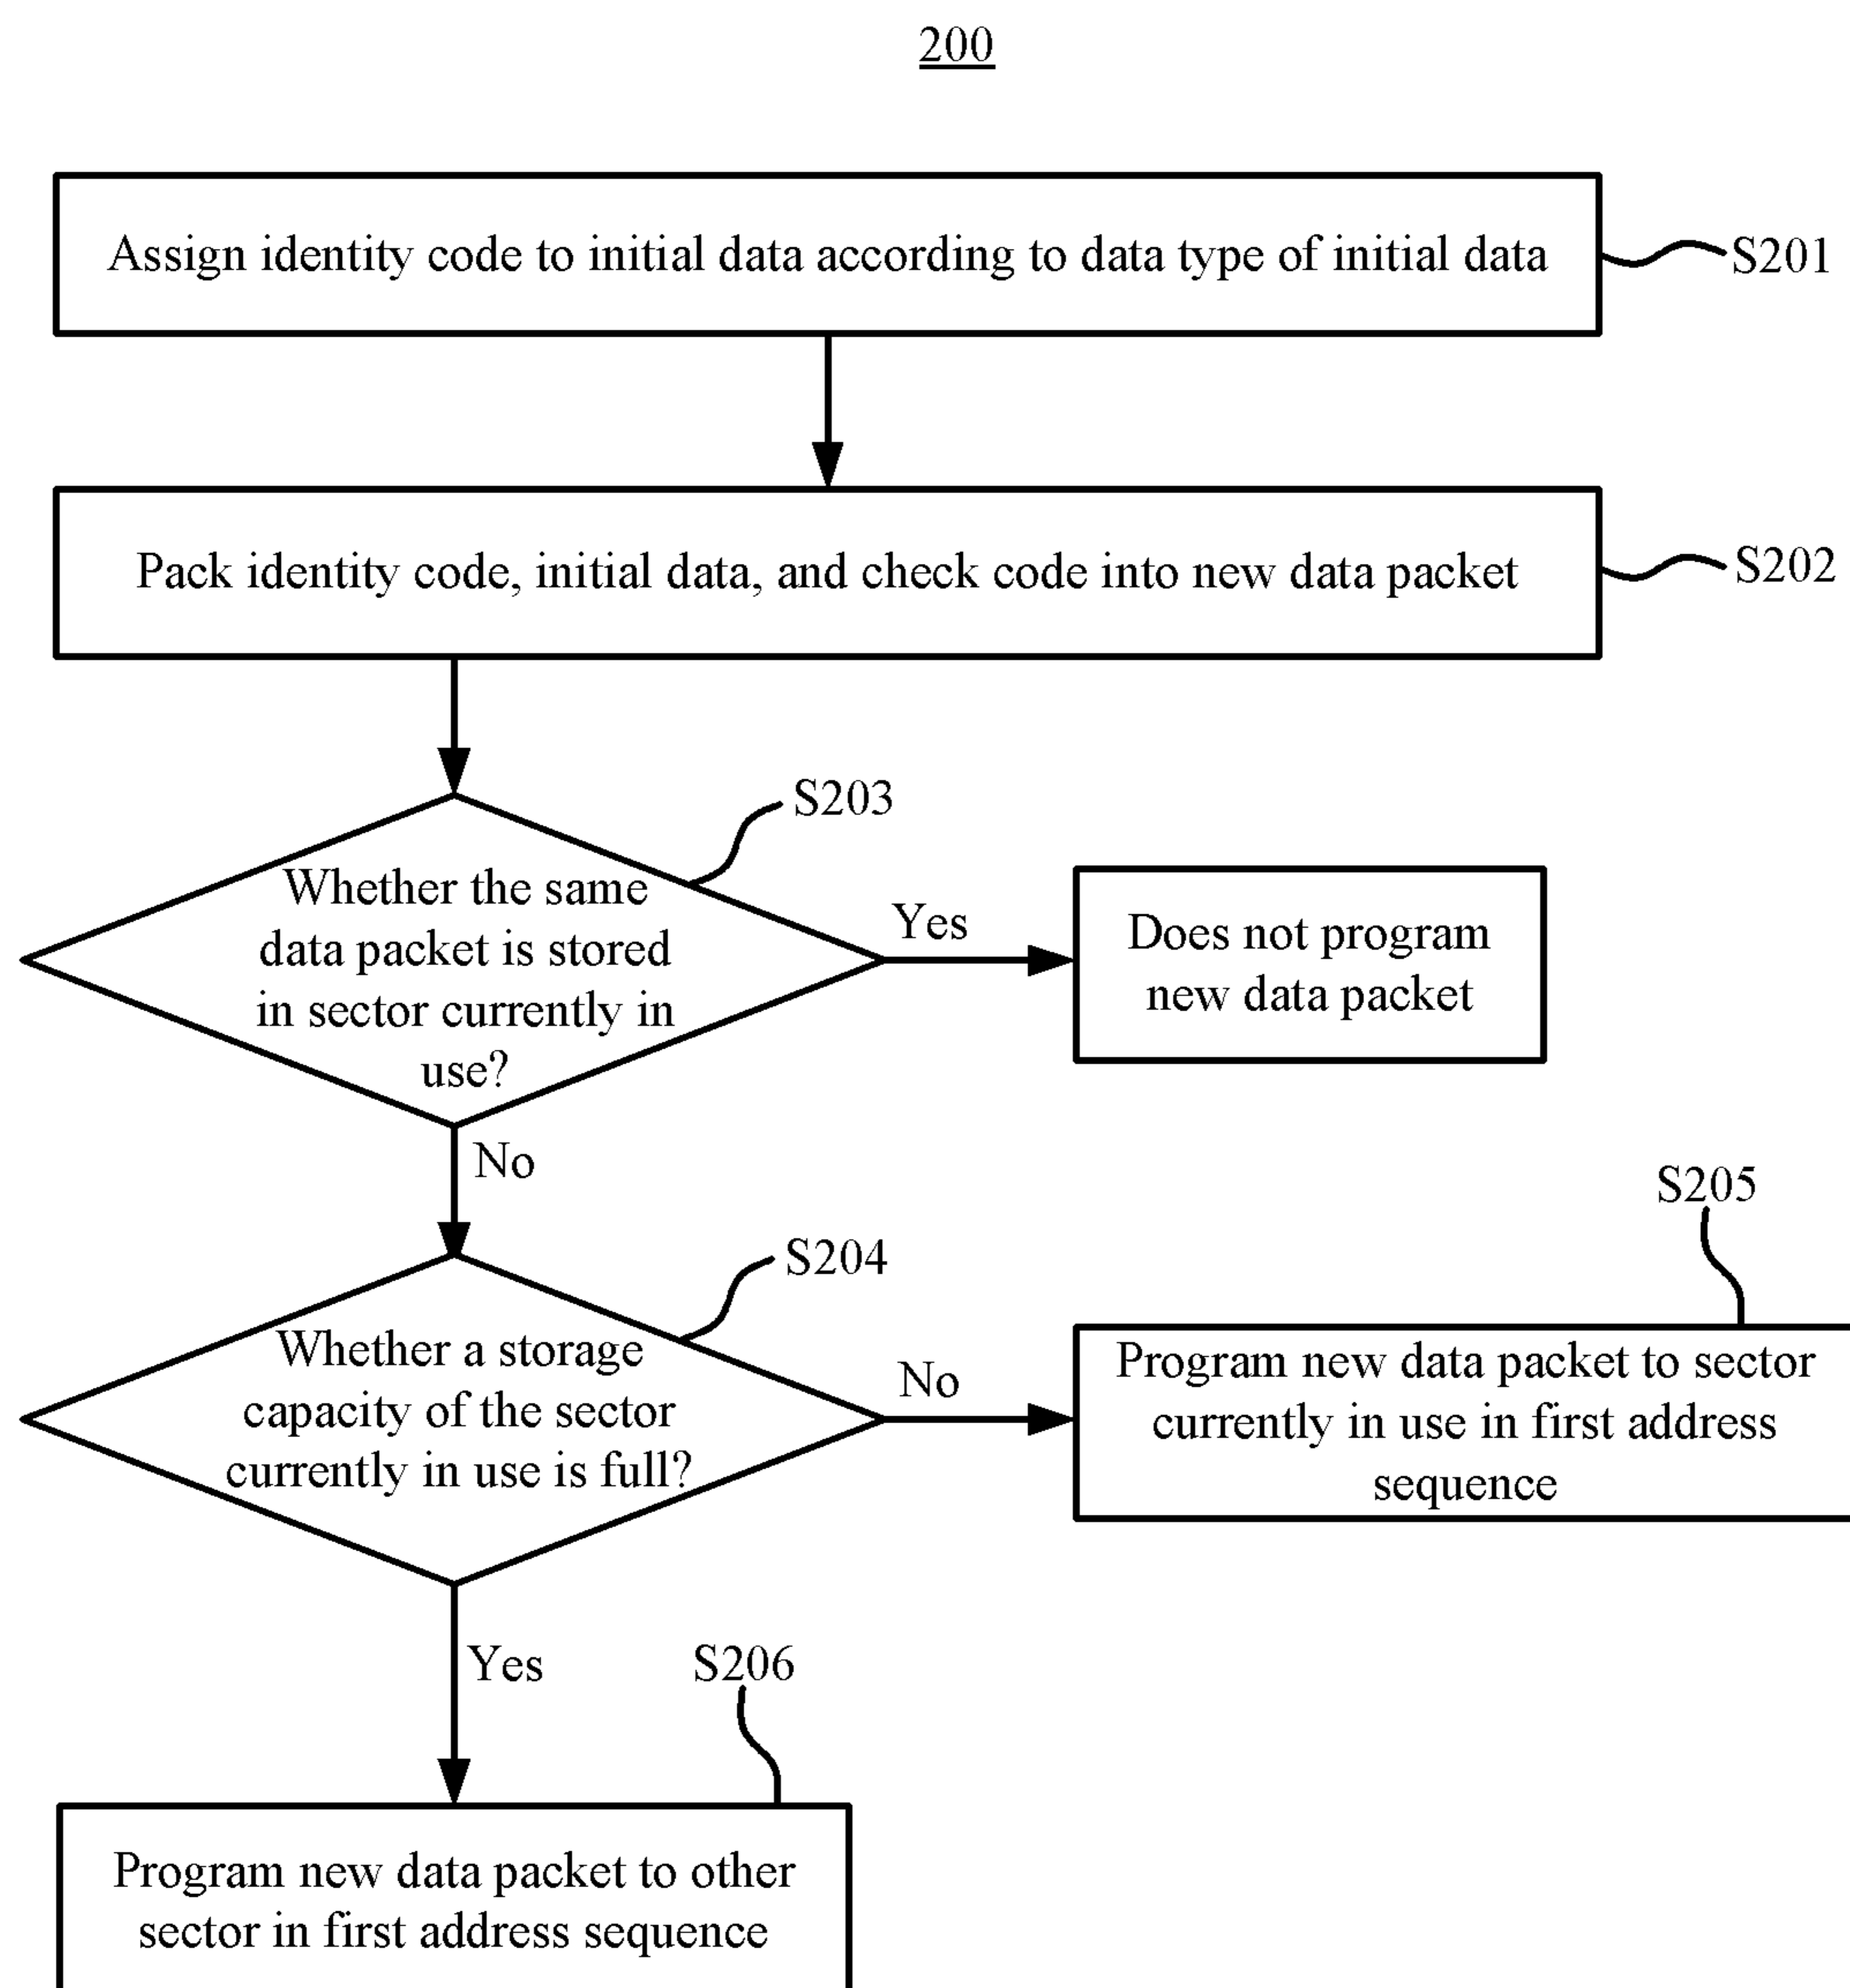 200
Assign identity code to initial data according to data type of initial data
S201
Pack identity code, initial data, and check code into new data packet
S202
S203
Whether the same
data packet is stored
in sector currently in
use?
Yes
Does not program
new data packet
No
S204
S205
Whether a storage
capacity of the sector
currently in use is full?
No
Program new data packet to sector
currently in use in first address
sequence
Yes
S206
Program new data packet to other
sector in first address sequence